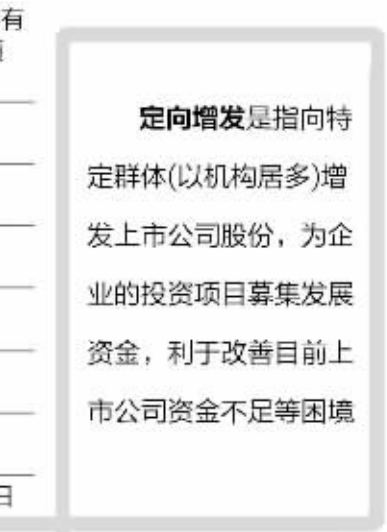 有
定向增发是指向特
定群体(以机构居多)增
发上市公司股份，为企
业的投资项目募集发展
资金，利于改善目前上
市公司资金不足等困境
日